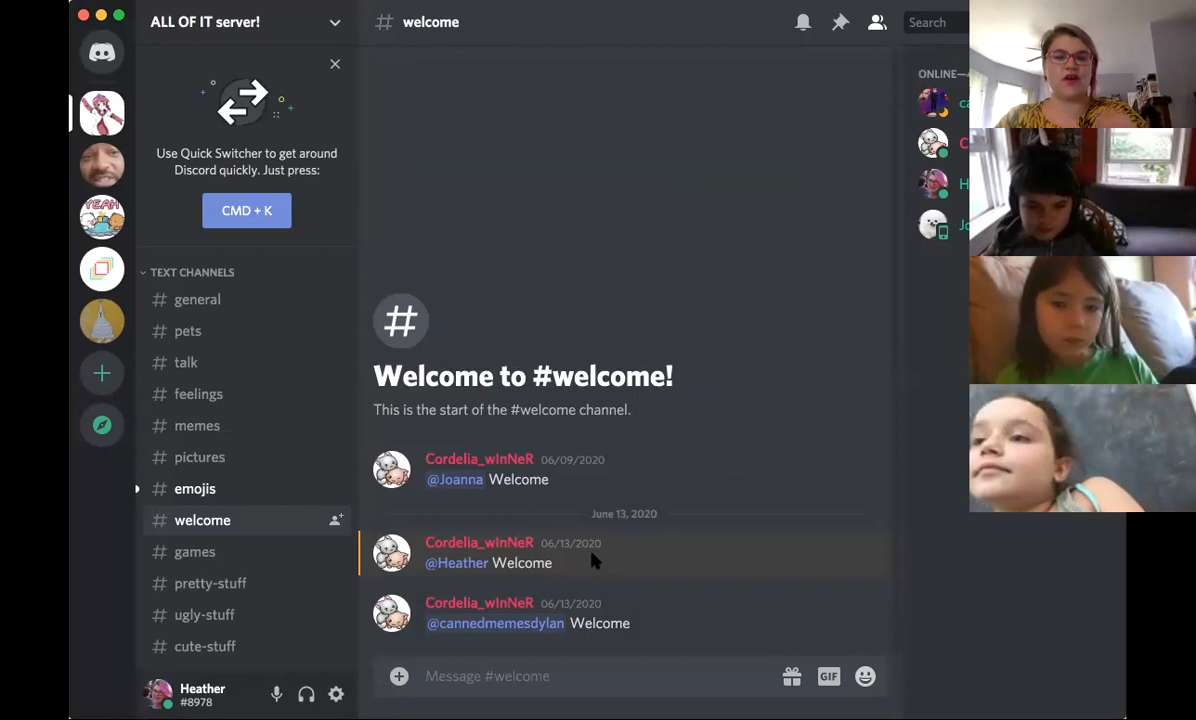 ALL OF IT server!
Use Quick Switcher to get around
Discord quickly. Just press:
CMD + K
TEXT CHANNELS
# general
# pets
# talk
# feelings
# memes
# pictures
# emojis
# welcome
# games
# pretty-stuff
# ugly-stuff
# cute-stuff
Heather
#8978
# welcome
Search
Welcome to #welcome!
This is the start of the #welcome channel.
Cordelia_wInNeR 06/09/2020
@Joanna Welcome
June 13, 2020
Cordelia_wInNeR 06/13/2020
@Heather Welcome
Cordelia_wInNeR 06/13/2020
@cannedmemesdylan Welcome
Message #welcome
GIF
ONLINE—
ca
C
H
Jo
YEAH